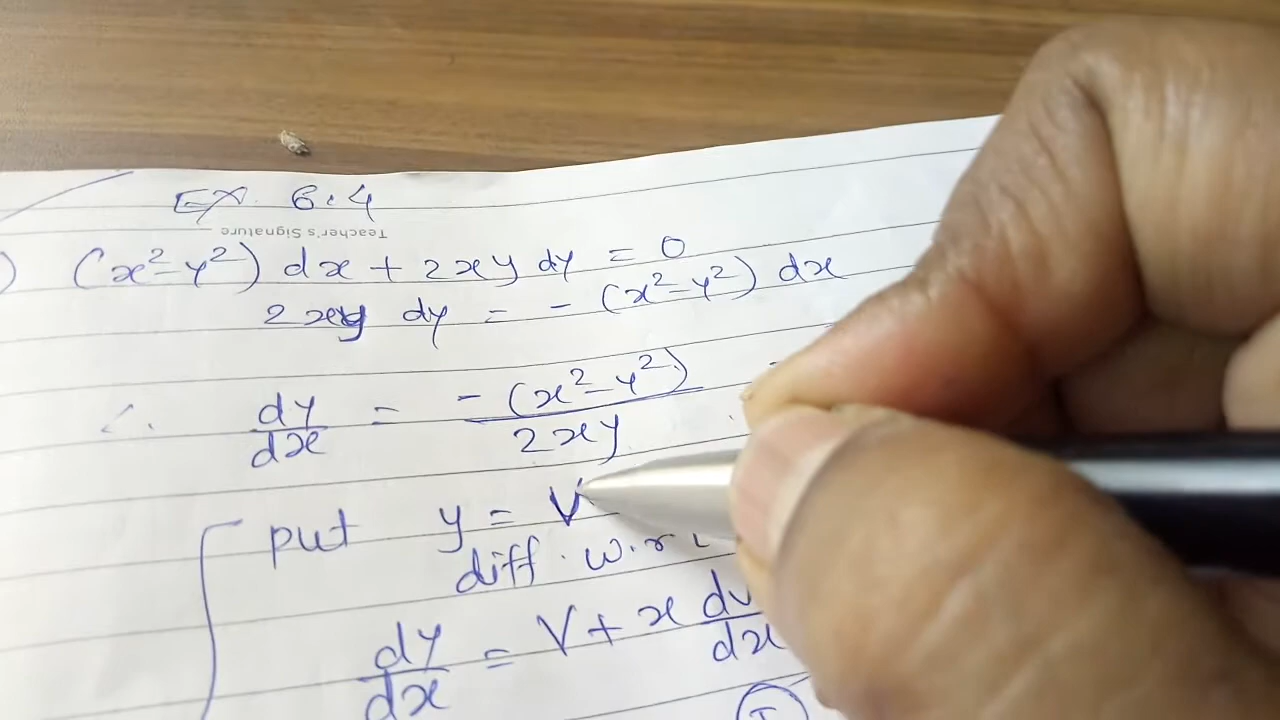 Ex. 6.4
Teacher's Signature
) (x² - y²) dx + 2xy dy = 0
2xy dy = - (x² - y²) dx
∴ dy/dx = - (x² - y²) / 2xy
put y = V
diff. w.r.
dy/dx = V + x dv/dx
I